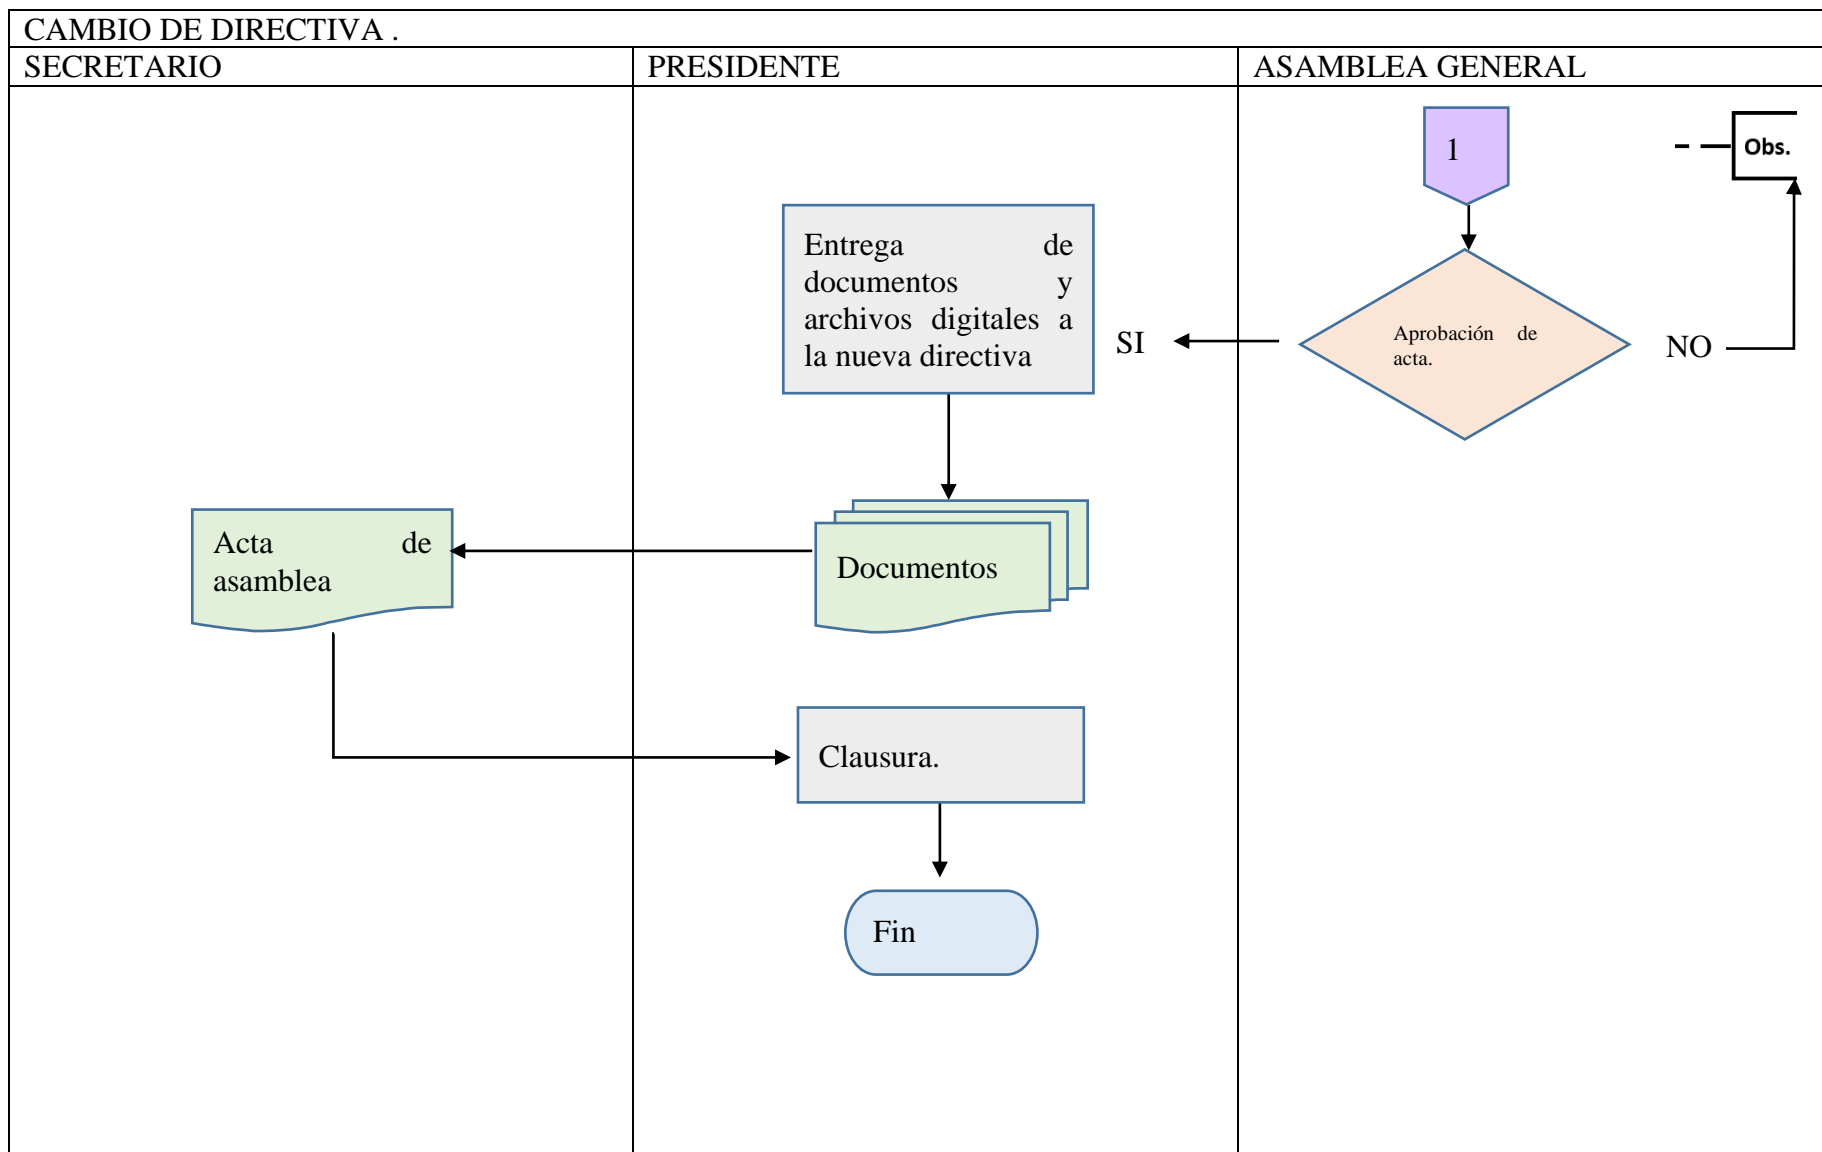 CAMBIO DE DIRECTIVA .
SECRETARIO
PRESIDENTE
ASAMBLEA GENERAL
1
Obs.
Entrega de
documentos y
archivos digitales a
la nueva directiva
SI
Aprobación de
acta.
NO
Acta de
asamblea
Documentos
Clausura.
Fin